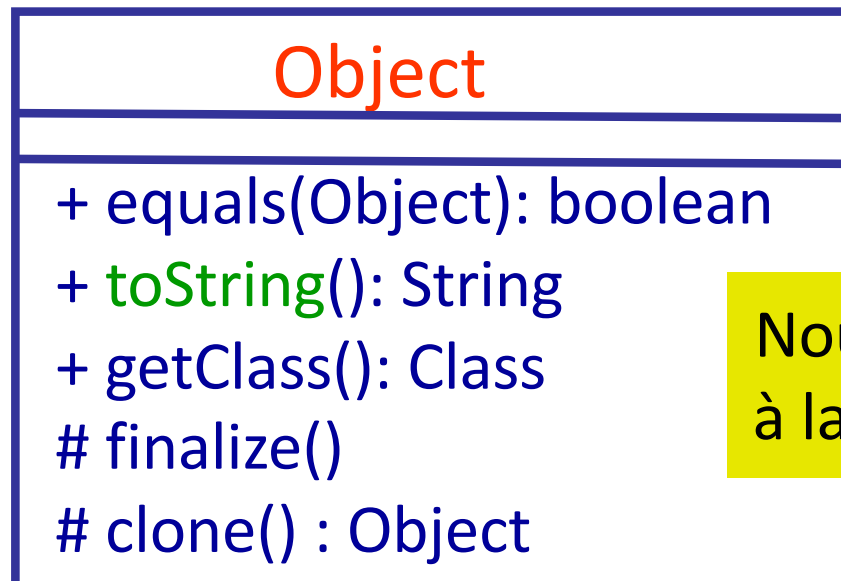 Object
+ equals(Object): boolean
+ toString(): String
+ getClass(): Class
# finalize()
# clone() : Object
à